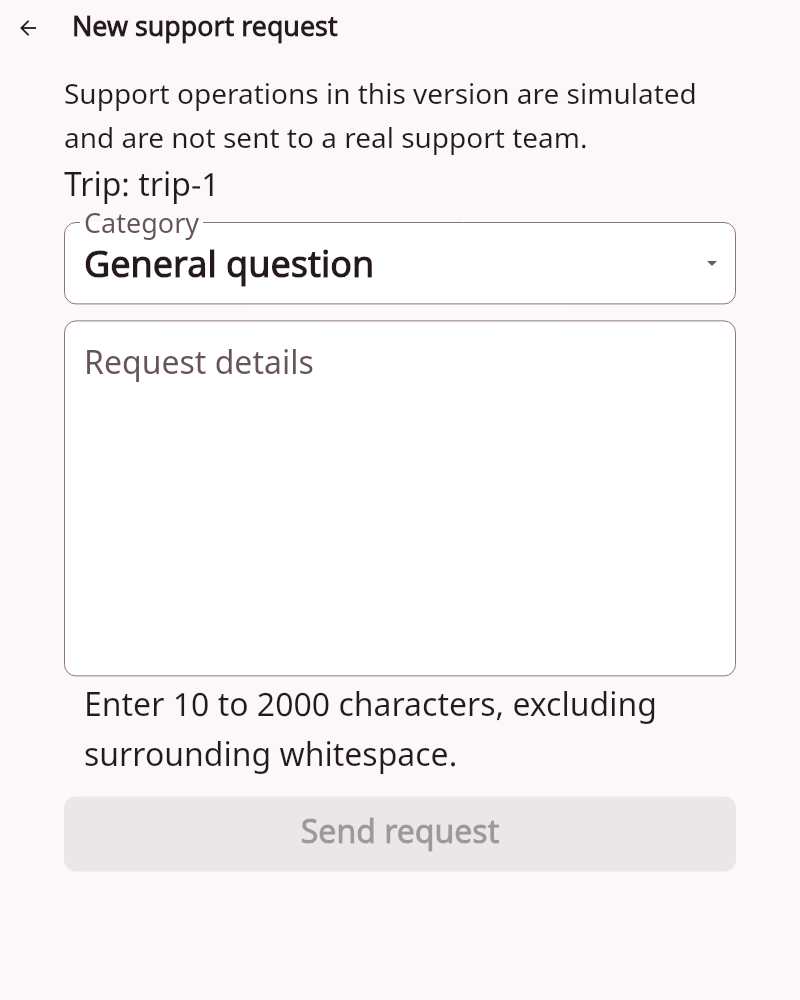 New support request
Support operations in this version are simulated
and are not sent to a real support team.
Trip: trip-1
Category
General question
Request details
Enter 10 to 2000 characters, excluding
surrounding whitespace.
Send request